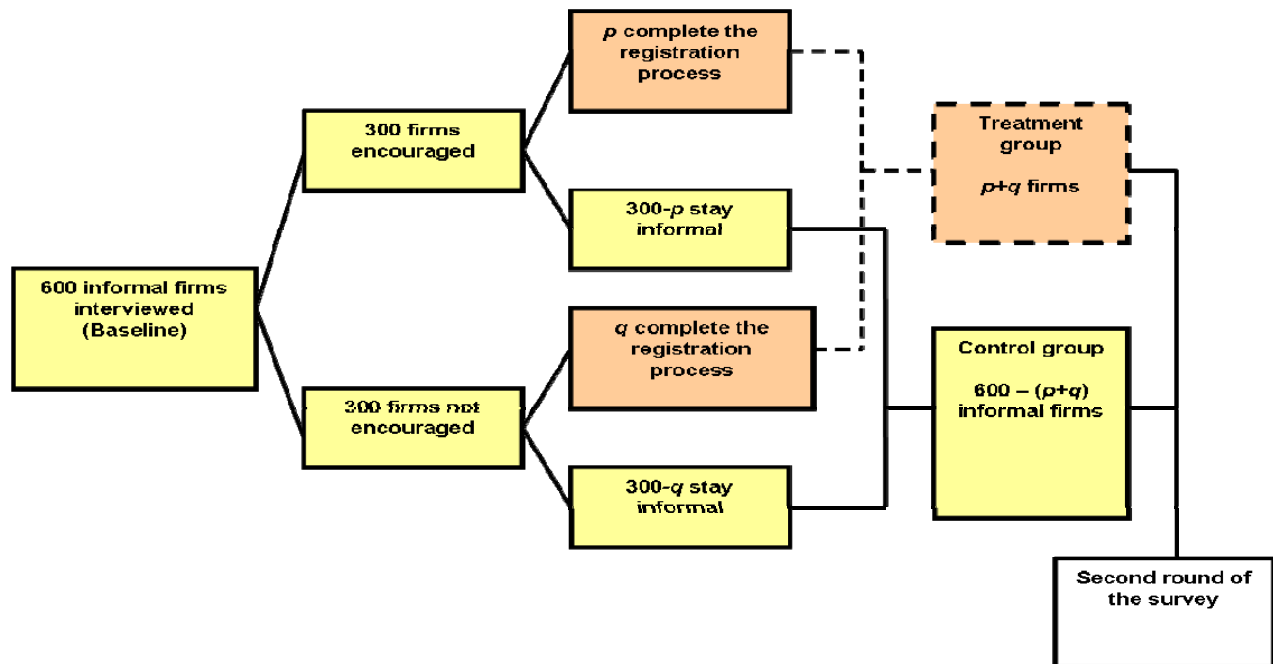 600 informal firms
interviewed
(Baseline)
300 firms
encouraged
300 firms not
encouraged
p complete the
registration
process
300-p stay
informal
q complete the
registration
process
300-q stay
informal
Treatment
group
p+q firms
Control group
600 – (p+q)
informal firms
Second round of
the survey